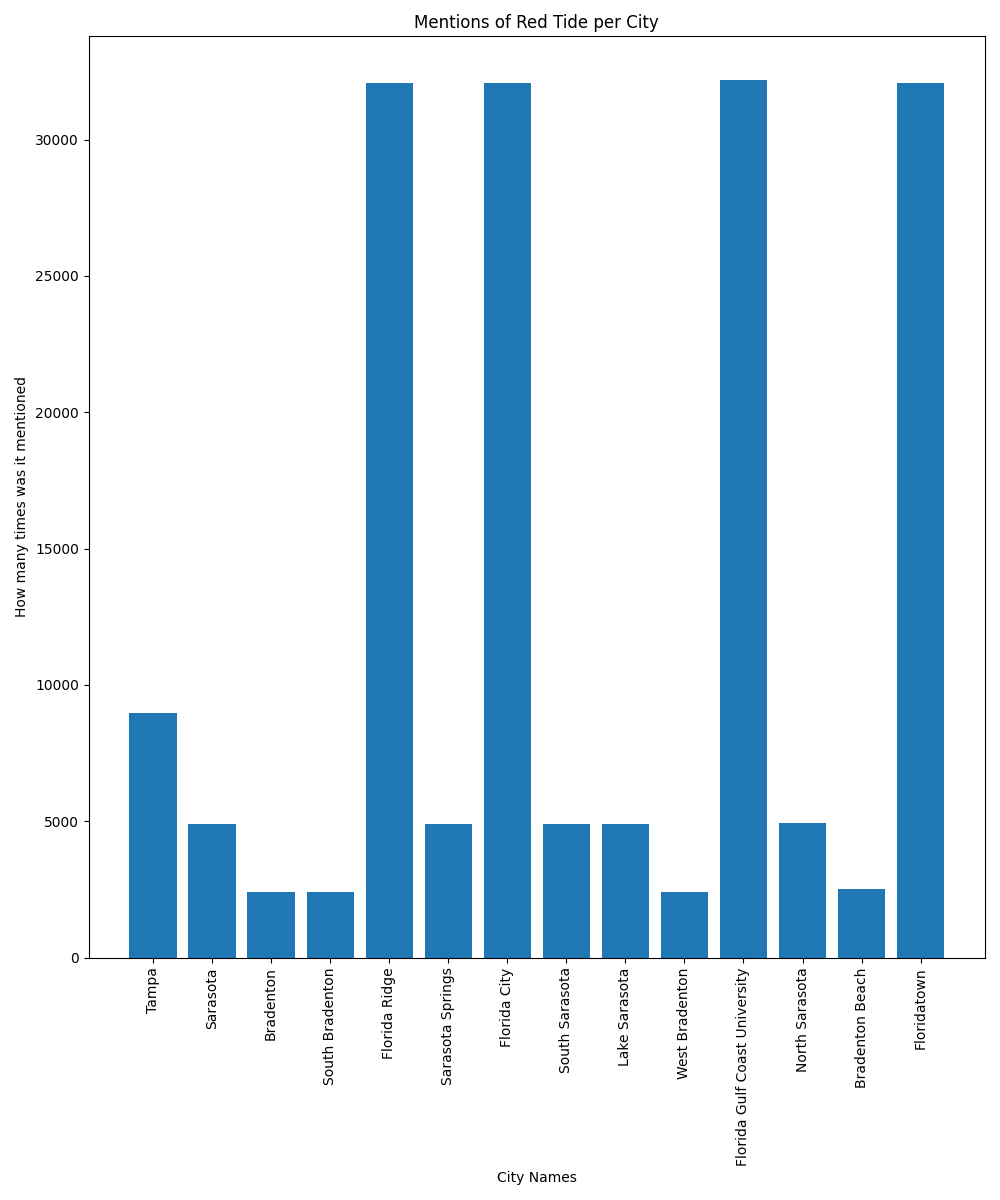 Mentions of Red Tide per City
How many times was it mentioned
30000
25000
20000
15000
10000
5000
0
Tampa
Sarasota
Bradenton
South Bradenton
Florida Ridge
Sarasota Springs
Florida City
South Sarasota
Lake Sarasota
West Bradenton
Florida Gulf Coast University
North Sarasota
Bradenton Beach
Floridatown
City Names